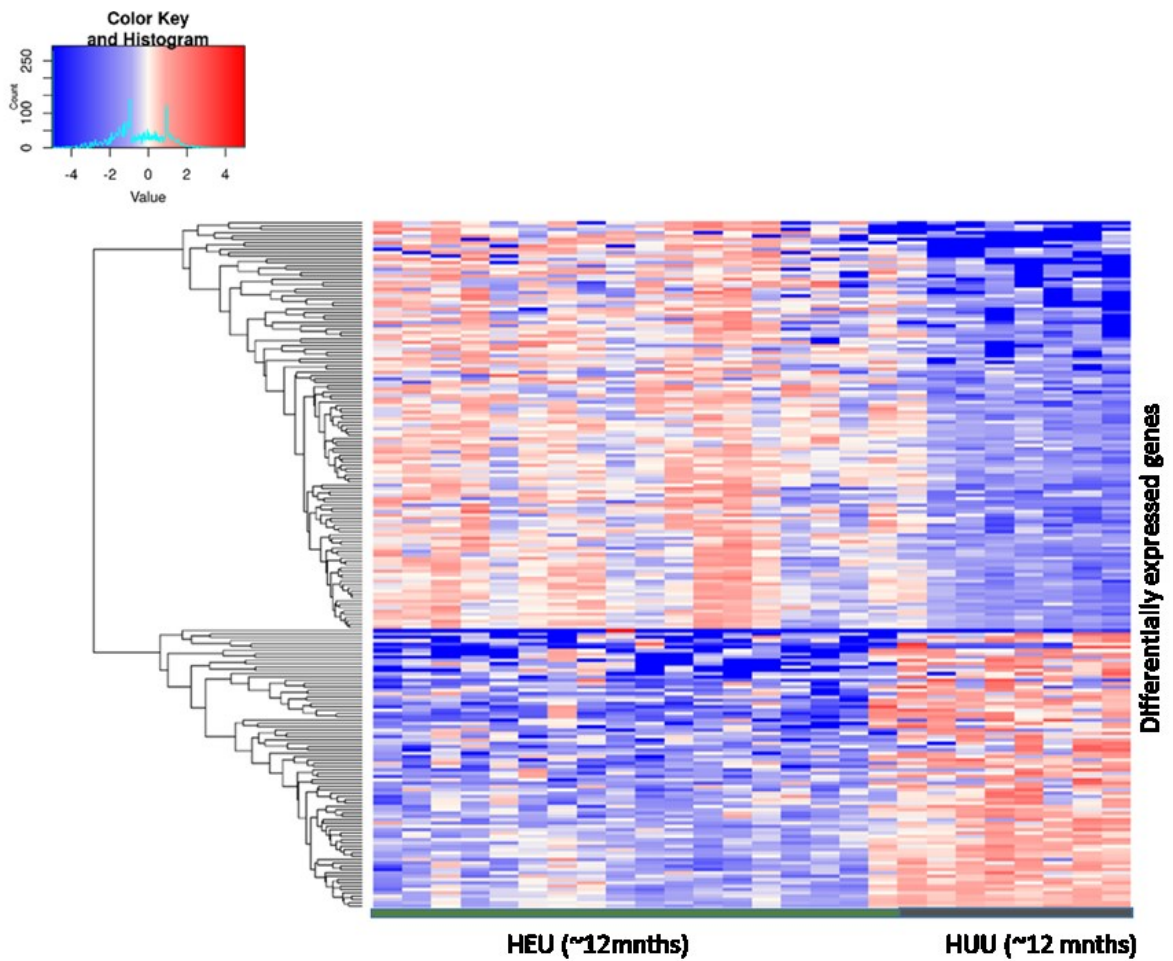 Color Key
and Histogram
Count
0 100 250
-4 -2 0 2 4
Value
Differentially expressed genes
HEU (~12mnths)
HUU (~12 mnths)